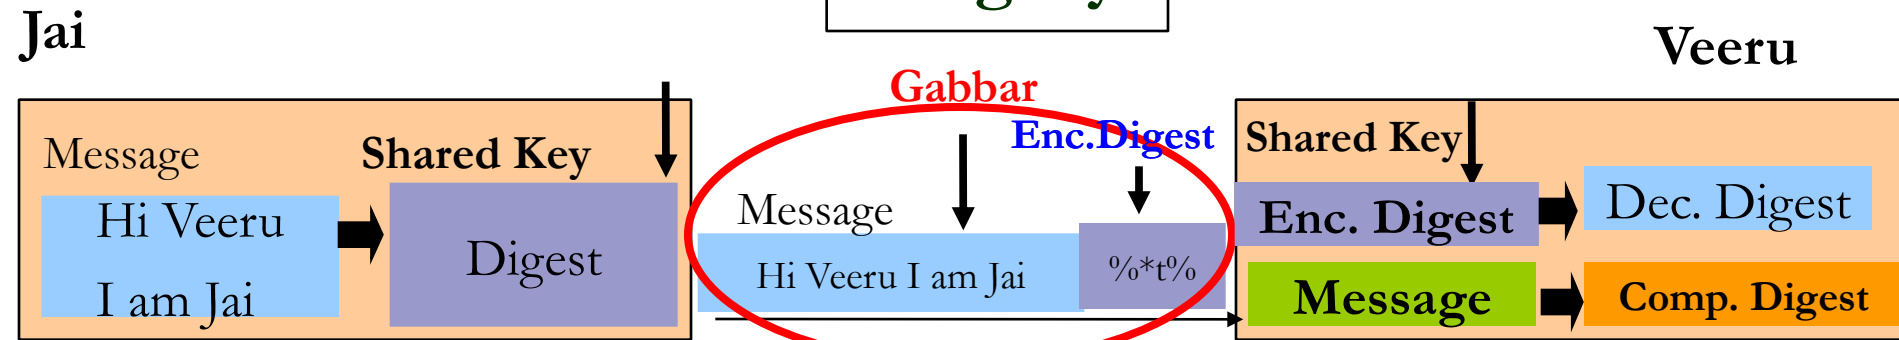 Jai
Veeru
Gabbar
Message
Shared Key
Hi Veeru
I am Jai
Digest
Enc.Digest
Message
Hi Veeru I am Jai
%*t%
Shared Key
Enc. Digest
Dec. Digest
Message
Comp. Digest